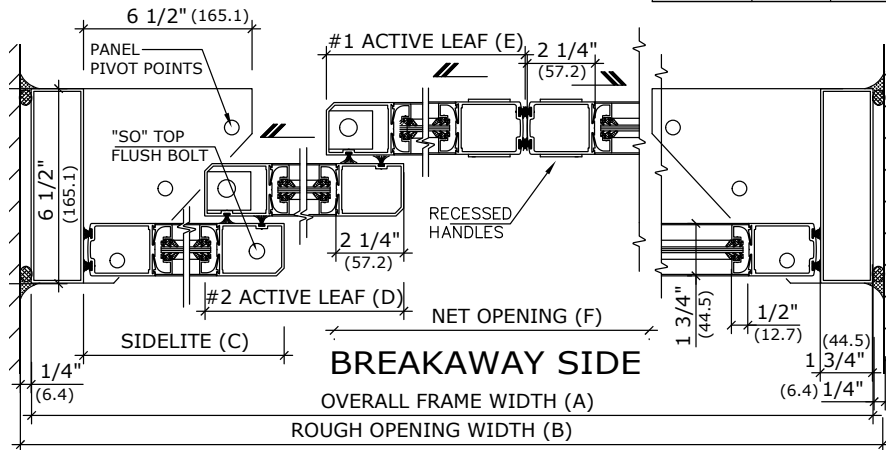 6 1/2" (165.1)
#1 ACTIVE LEAF (E)
2 1/4"
(57.2)
PANEL
PIVOT POINTS
"SO" TOP
FLUSH BOLT
6 1/2"
(165.1)
RECESSED
HANDLES
2 1/4"
(57.2)
#2 ACTIVE LEAF (D)
NET OPENING (F)
1 3/4"
(44.5)
1/2"
(12.7)
SIDELITE (C)
(44.5)
1 3/4"
BREAKAWAY SIDE
1/4"
(6.4)
(6.4) 1/4"
OVERALL FRAME WIDTH (A)
ROUGH OPENING WIDTH (B)